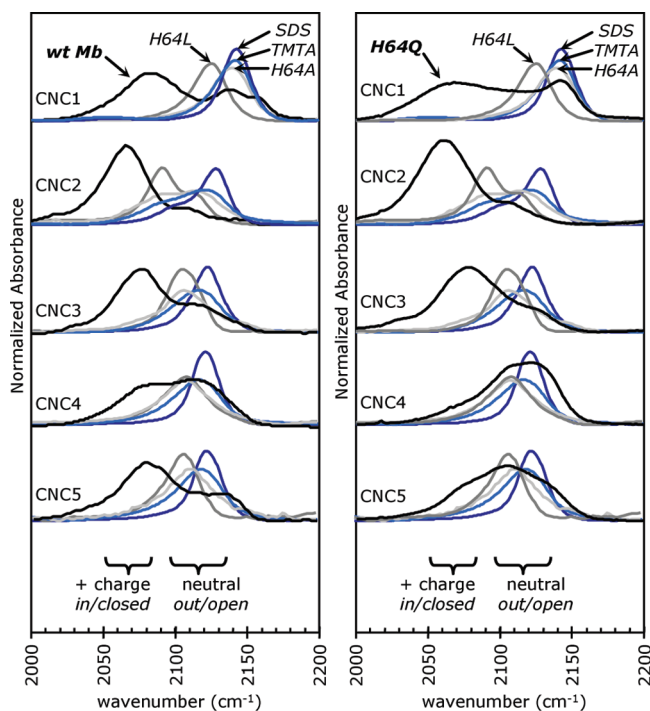 wt Mb
H64L
SDS
TMTA
H64A
CNC1
CNC2
CNC3
CNC4
CNC5
+ charge
in/closed
neutral
out/open
Normalized Absorbance
2000
2050
2100
2150
2200
wavenumber (cm⁻¹)
H64Q
H64L
SDS
TMTA
H64A
CNC1
CNC2
CNC3
CNC4
CNC5
+ charge
in/closed
neutral
out/open
Normalized Absorbance
2000
2050
2100
2150
2200
wavenumber (cm⁻¹)